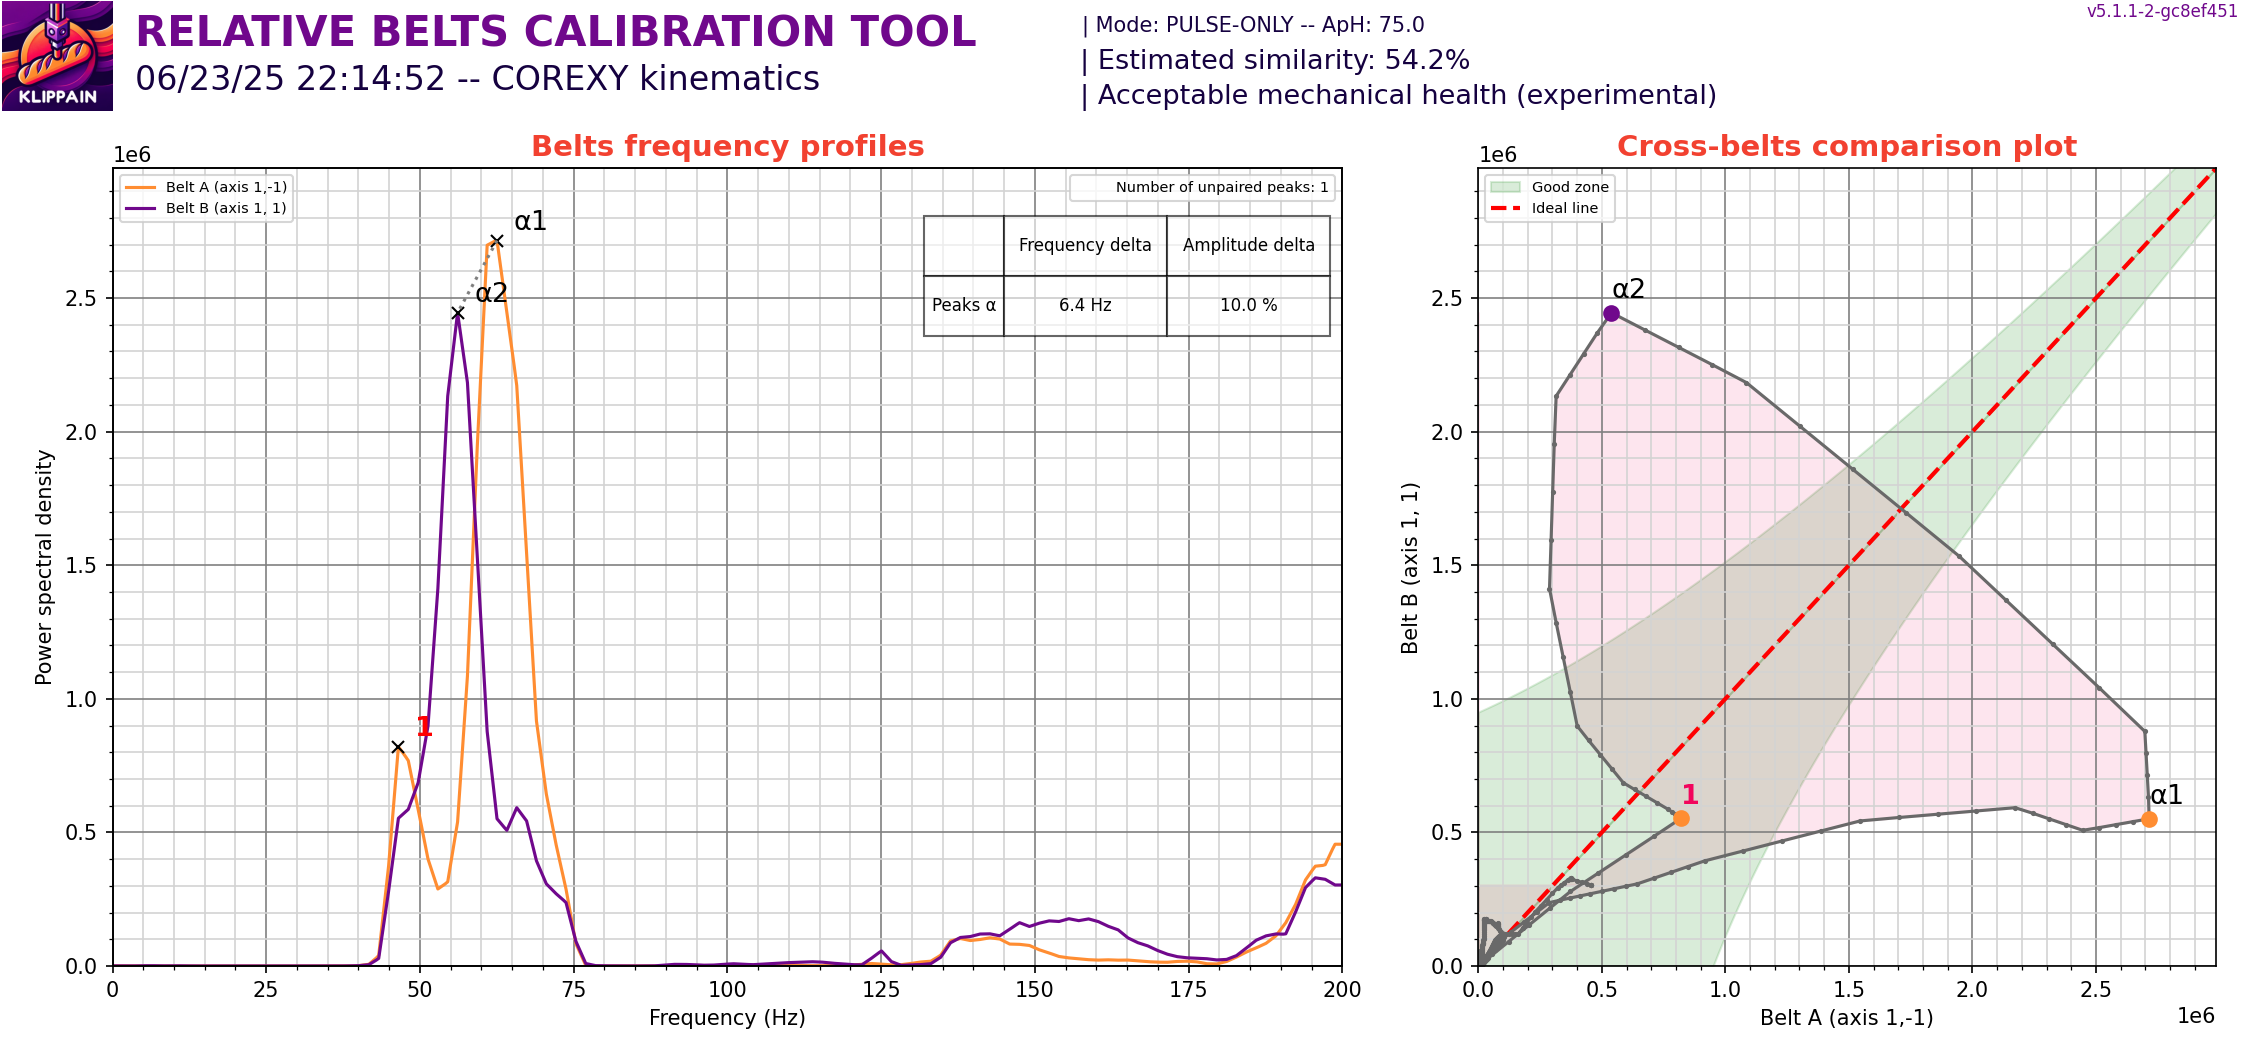 KLIPPAIN
RELATIVE BELTS CALIBRATION TOOL
06/23/25 22:14:52 -- COREXY kinematics
| Mode: PULSE-ONLY -- ApH: 75.0
| Estimated similarity: 54.2%
| Acceptable mechanical health (experimental)
v5.1.1-2-gc8ef451
Belts frequency profiles
1e6
Belt A (axis 1,-1)
Belt B (axis 1, 1)
Number of unpaired peaks: 1
Frequency delta Amplitude delta
Peaks α 6.4 Hz 10.0 %
α1
α2
1
2.5
2.0
1.5
1.0
0.5
0.0
Power spectral density
0 25 50 75 100 125 150 175 200
Frequency (Hz)
Cross-belts comparison plot
1e6
Good zone
Ideal line
α2
1
α1
2.5
2.0
1.5
1.0
0.5
0.0
Belt B (axis 1, 1)
0.0 0.5 1.0 1.5 2.0 2.5
Belt A (axis 1,-1)
1e6